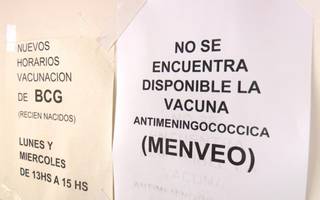 NUEVOS
HORARIOS
VACUNACION
DE BCG
(RECIEN NACIDOS)
LUNES Y
MIERCOLES
DE 13HS A 15 HS
NO SE
ENCUENTRA
DISPONIBLE LA
VACUNA
ANTIMENINGOCOCCICA
(MENVEO)